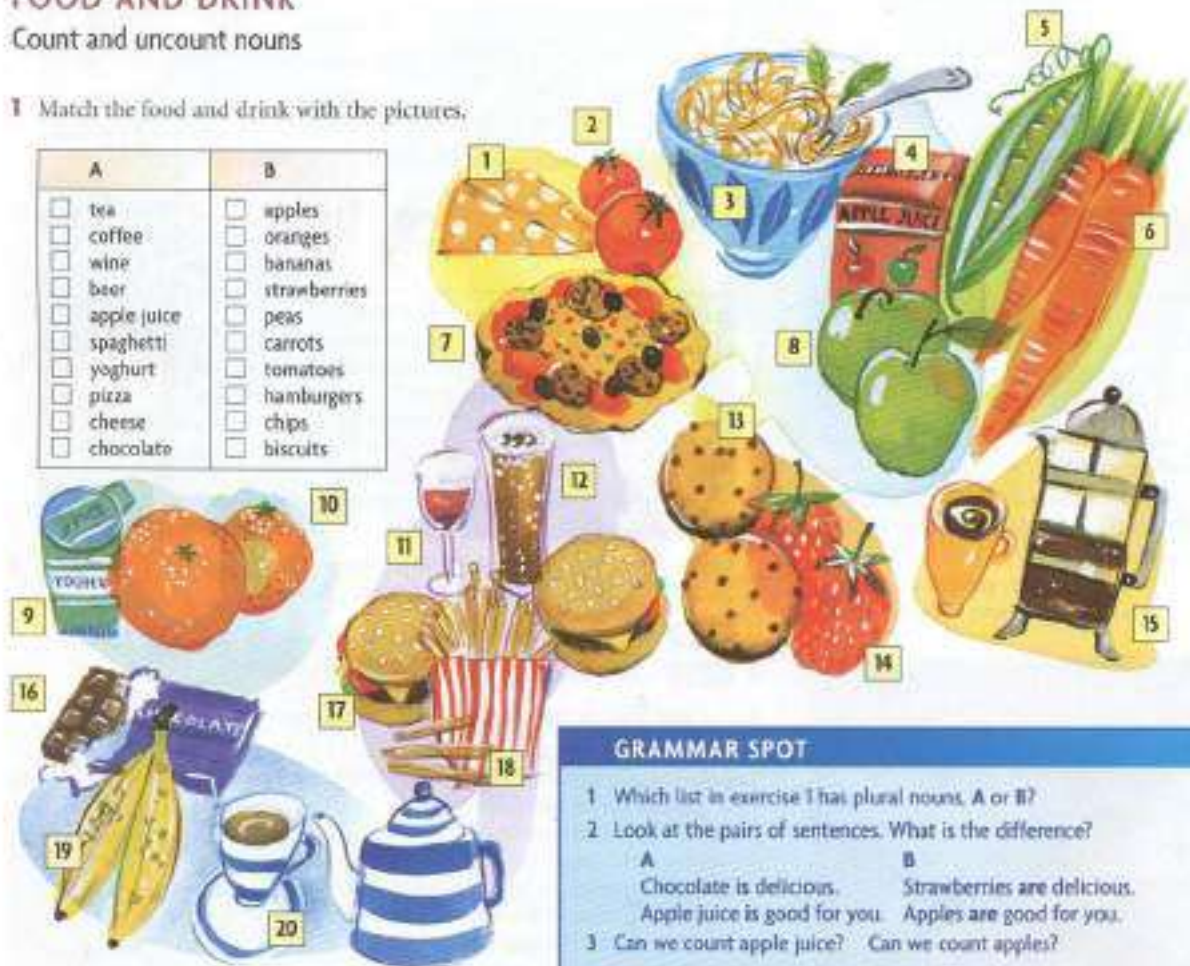 FOOD AND DRINK
Count and uncount nouns
1 Match the food and drink with the pictures.
A B
tea apples
coffee oranges
wine bananas
beer strawberries
apple juice peas
spaghetti carrots
yoghurt tomatoes
pizza hamburgers
cheese chips
chocolate biscuits
1
2
3
4
APPLE JUICE
5
6
7
8
9
10
11
12
13
14
15
16
CHOCOLATE
17
18
19
20
GRAMMAR SPOT
1 Which list in exercise 1 has plural nouns, A or B?
2 Look at the pairs of sentences. What is the difference?
A B
Chocolate is delicious. Strawberries are delicious.
Apple juice is good for you. Apples are good for you.
3 Can we count apple juice? Can we count apples?